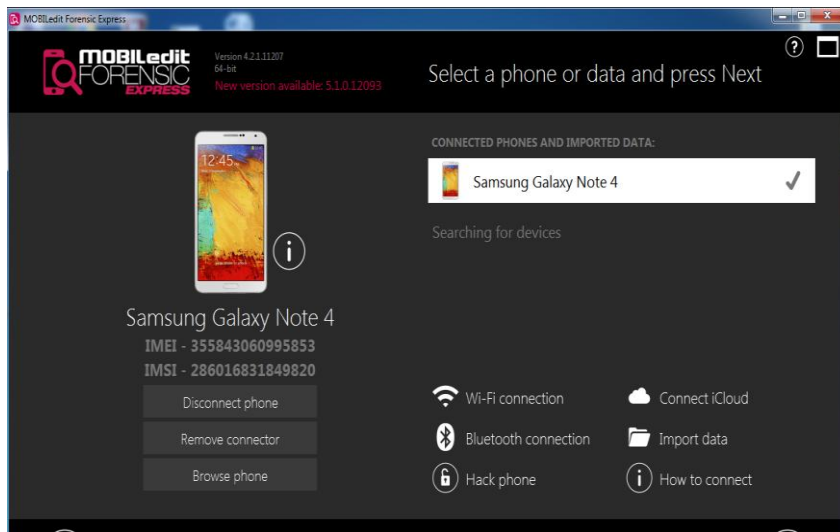 MOBILedit Forensic Express
MOBILedit
FORENSIC
EXPRESS
Version 4.2.1.11207
64-bit
New version available: 5.1.0.12093
Select a phone or data and press Next
?
CONNECTED PHONES AND IMPORTED DATA:
Samsung Galaxy Note 4
Searching for devices
12:45
i
Samsung Galaxy Note 4
IMEI - 355843060995853
IMSI - 286016831849820
Disconnect phone
Remove connector
Browse phone
Wi-Fi connection
Connect iCloud
Bluetooth connection
Import data
Hack phone
i How to connect